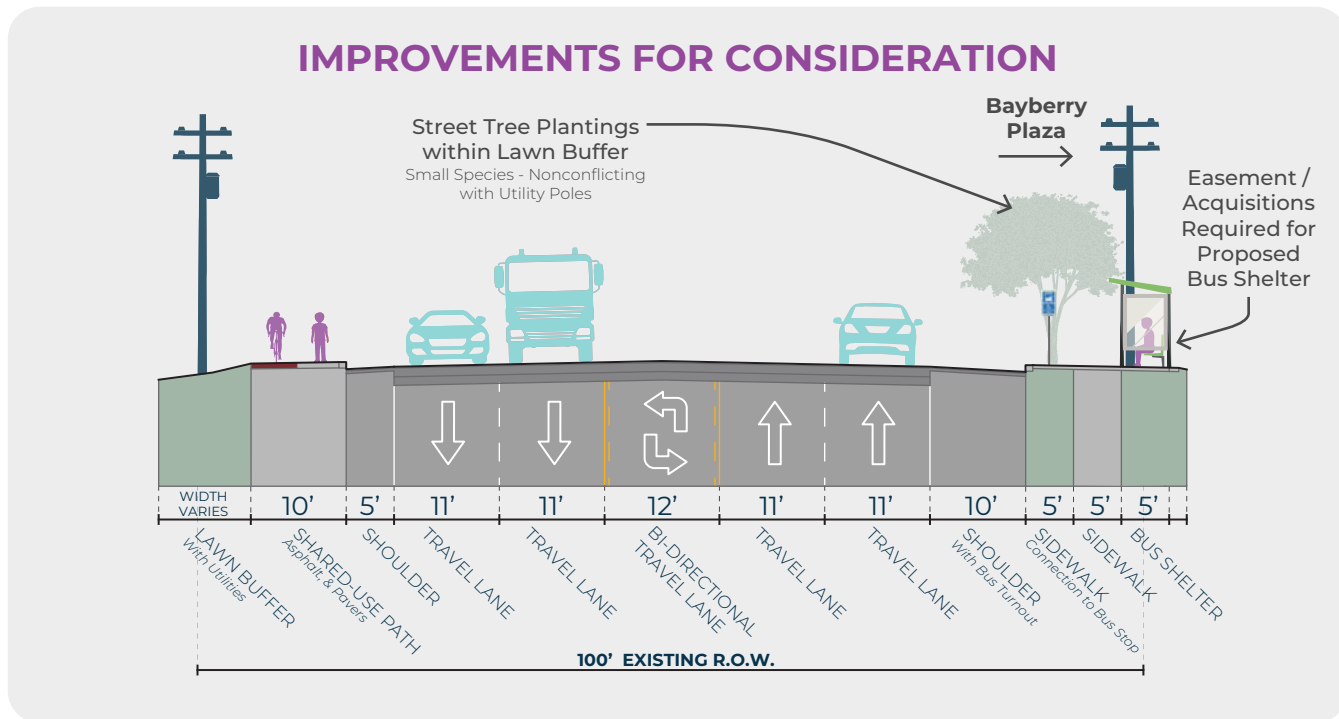 IMPROVEMENTS FOR CONSIDERATION
Street Tree Plantings
within Lawn Buffer
Small Species - Nonconflicting
with Utility Poles
Bayberry
Plaza
Easement /
Acquisitions
Required for
Proposed
Bus Shelter
WIDTH
VARIES
10’
5’
11’
11’
12’
11’
11’
10’
5’
5’
5’
LAWN BUFFER
With Utilities
SHARED-USE PATH
Asphalt, & Pavers
SHOULDER
TRAVEL LANE
TRAVEL LANE
BI-DIRECTIONAL
TRAVEL LANE
TRAVEL LANE
TRAVEL LANE
SHOULDER
With Bus Turnout
SIDEWALK
Connection to Bus Stop
SIDEWALK
BUS SHELTER
100’ EXISTING R.O.W.